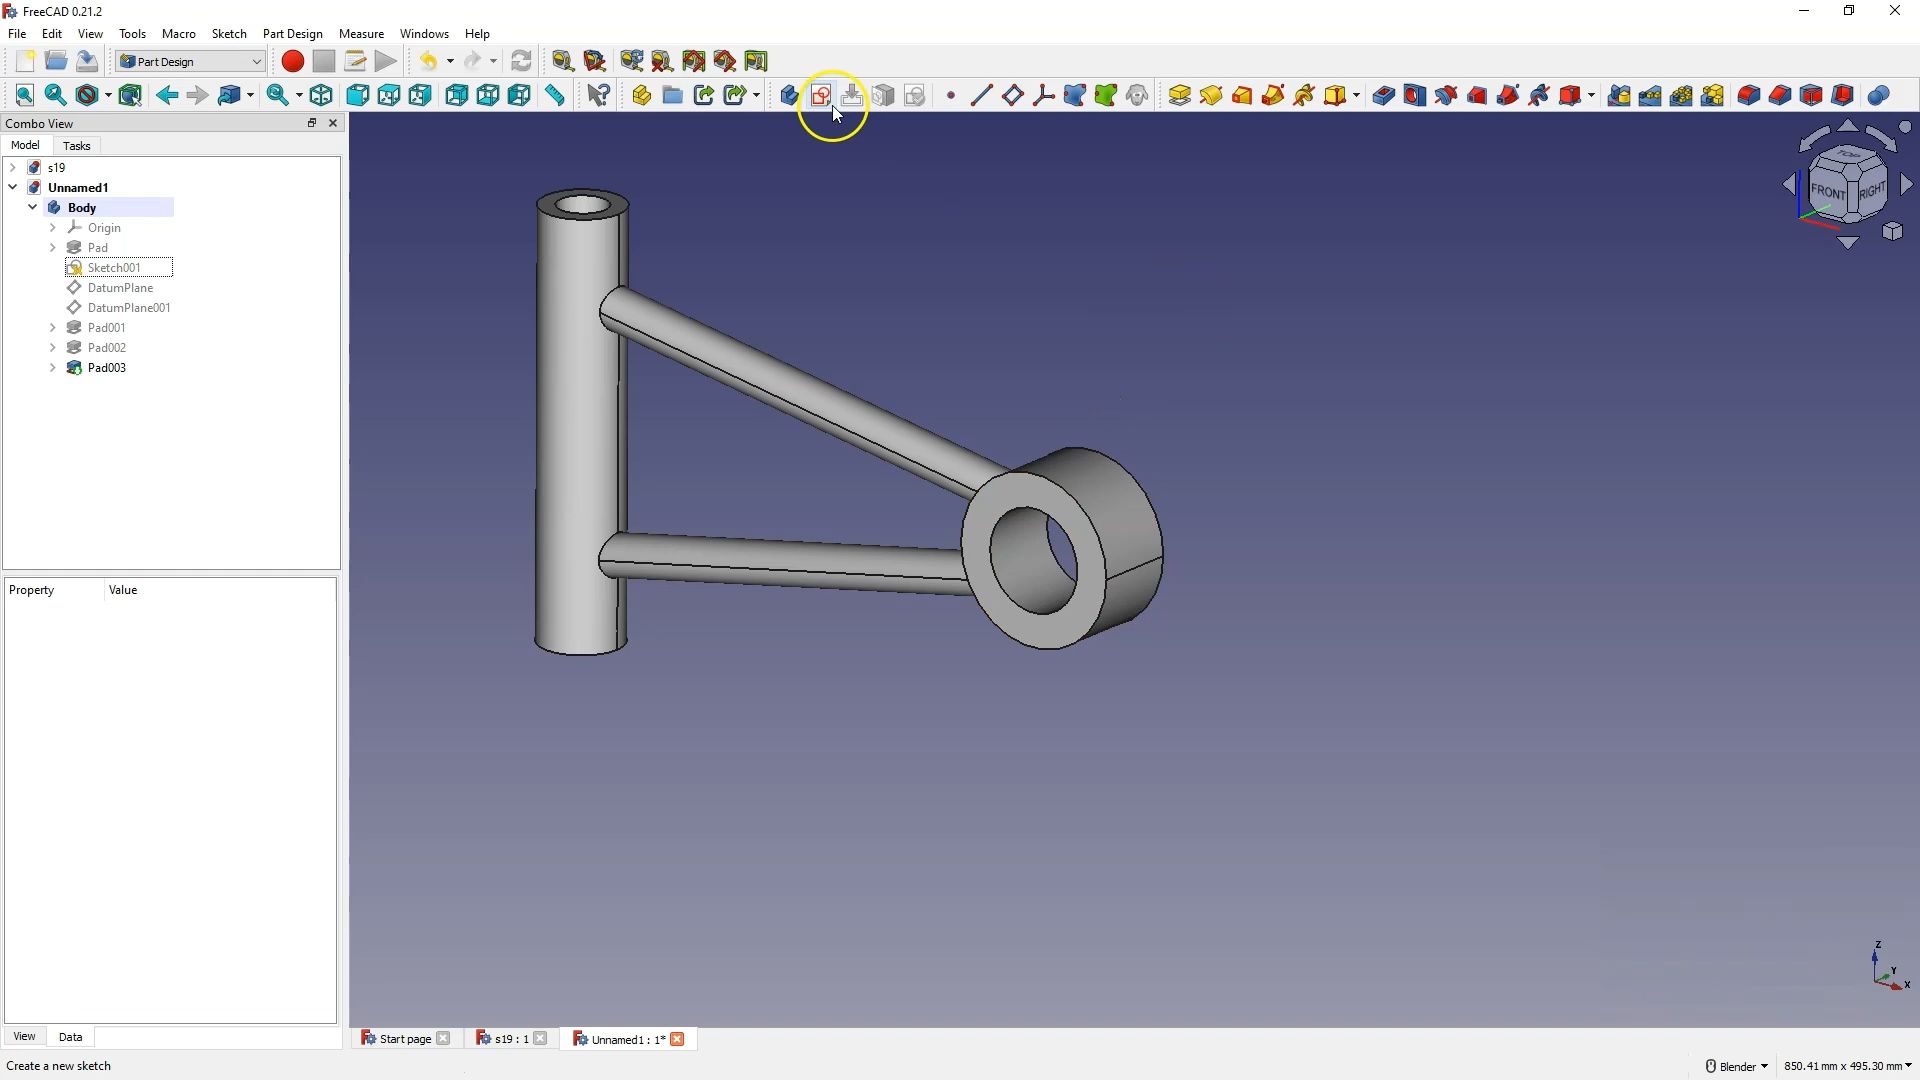 FreeCAD 0.21.2
File Edit View Tools Macro Sketch Part Design Measure Windows Help
Part Design
Combo View
Model Tasks
s19
Unnamed1
Body
Origin
Pad
Sketch001
DatumPlane
DatumPlane001
Pad001
Pad002
Pad003
TOP
FRONT RIGHT
Property Value
Z
Y
X
View Data
Start page s19 : 1 Unnamed1 : 1*
Create a new sketch Blender 850.41 mm x 495.30 mm